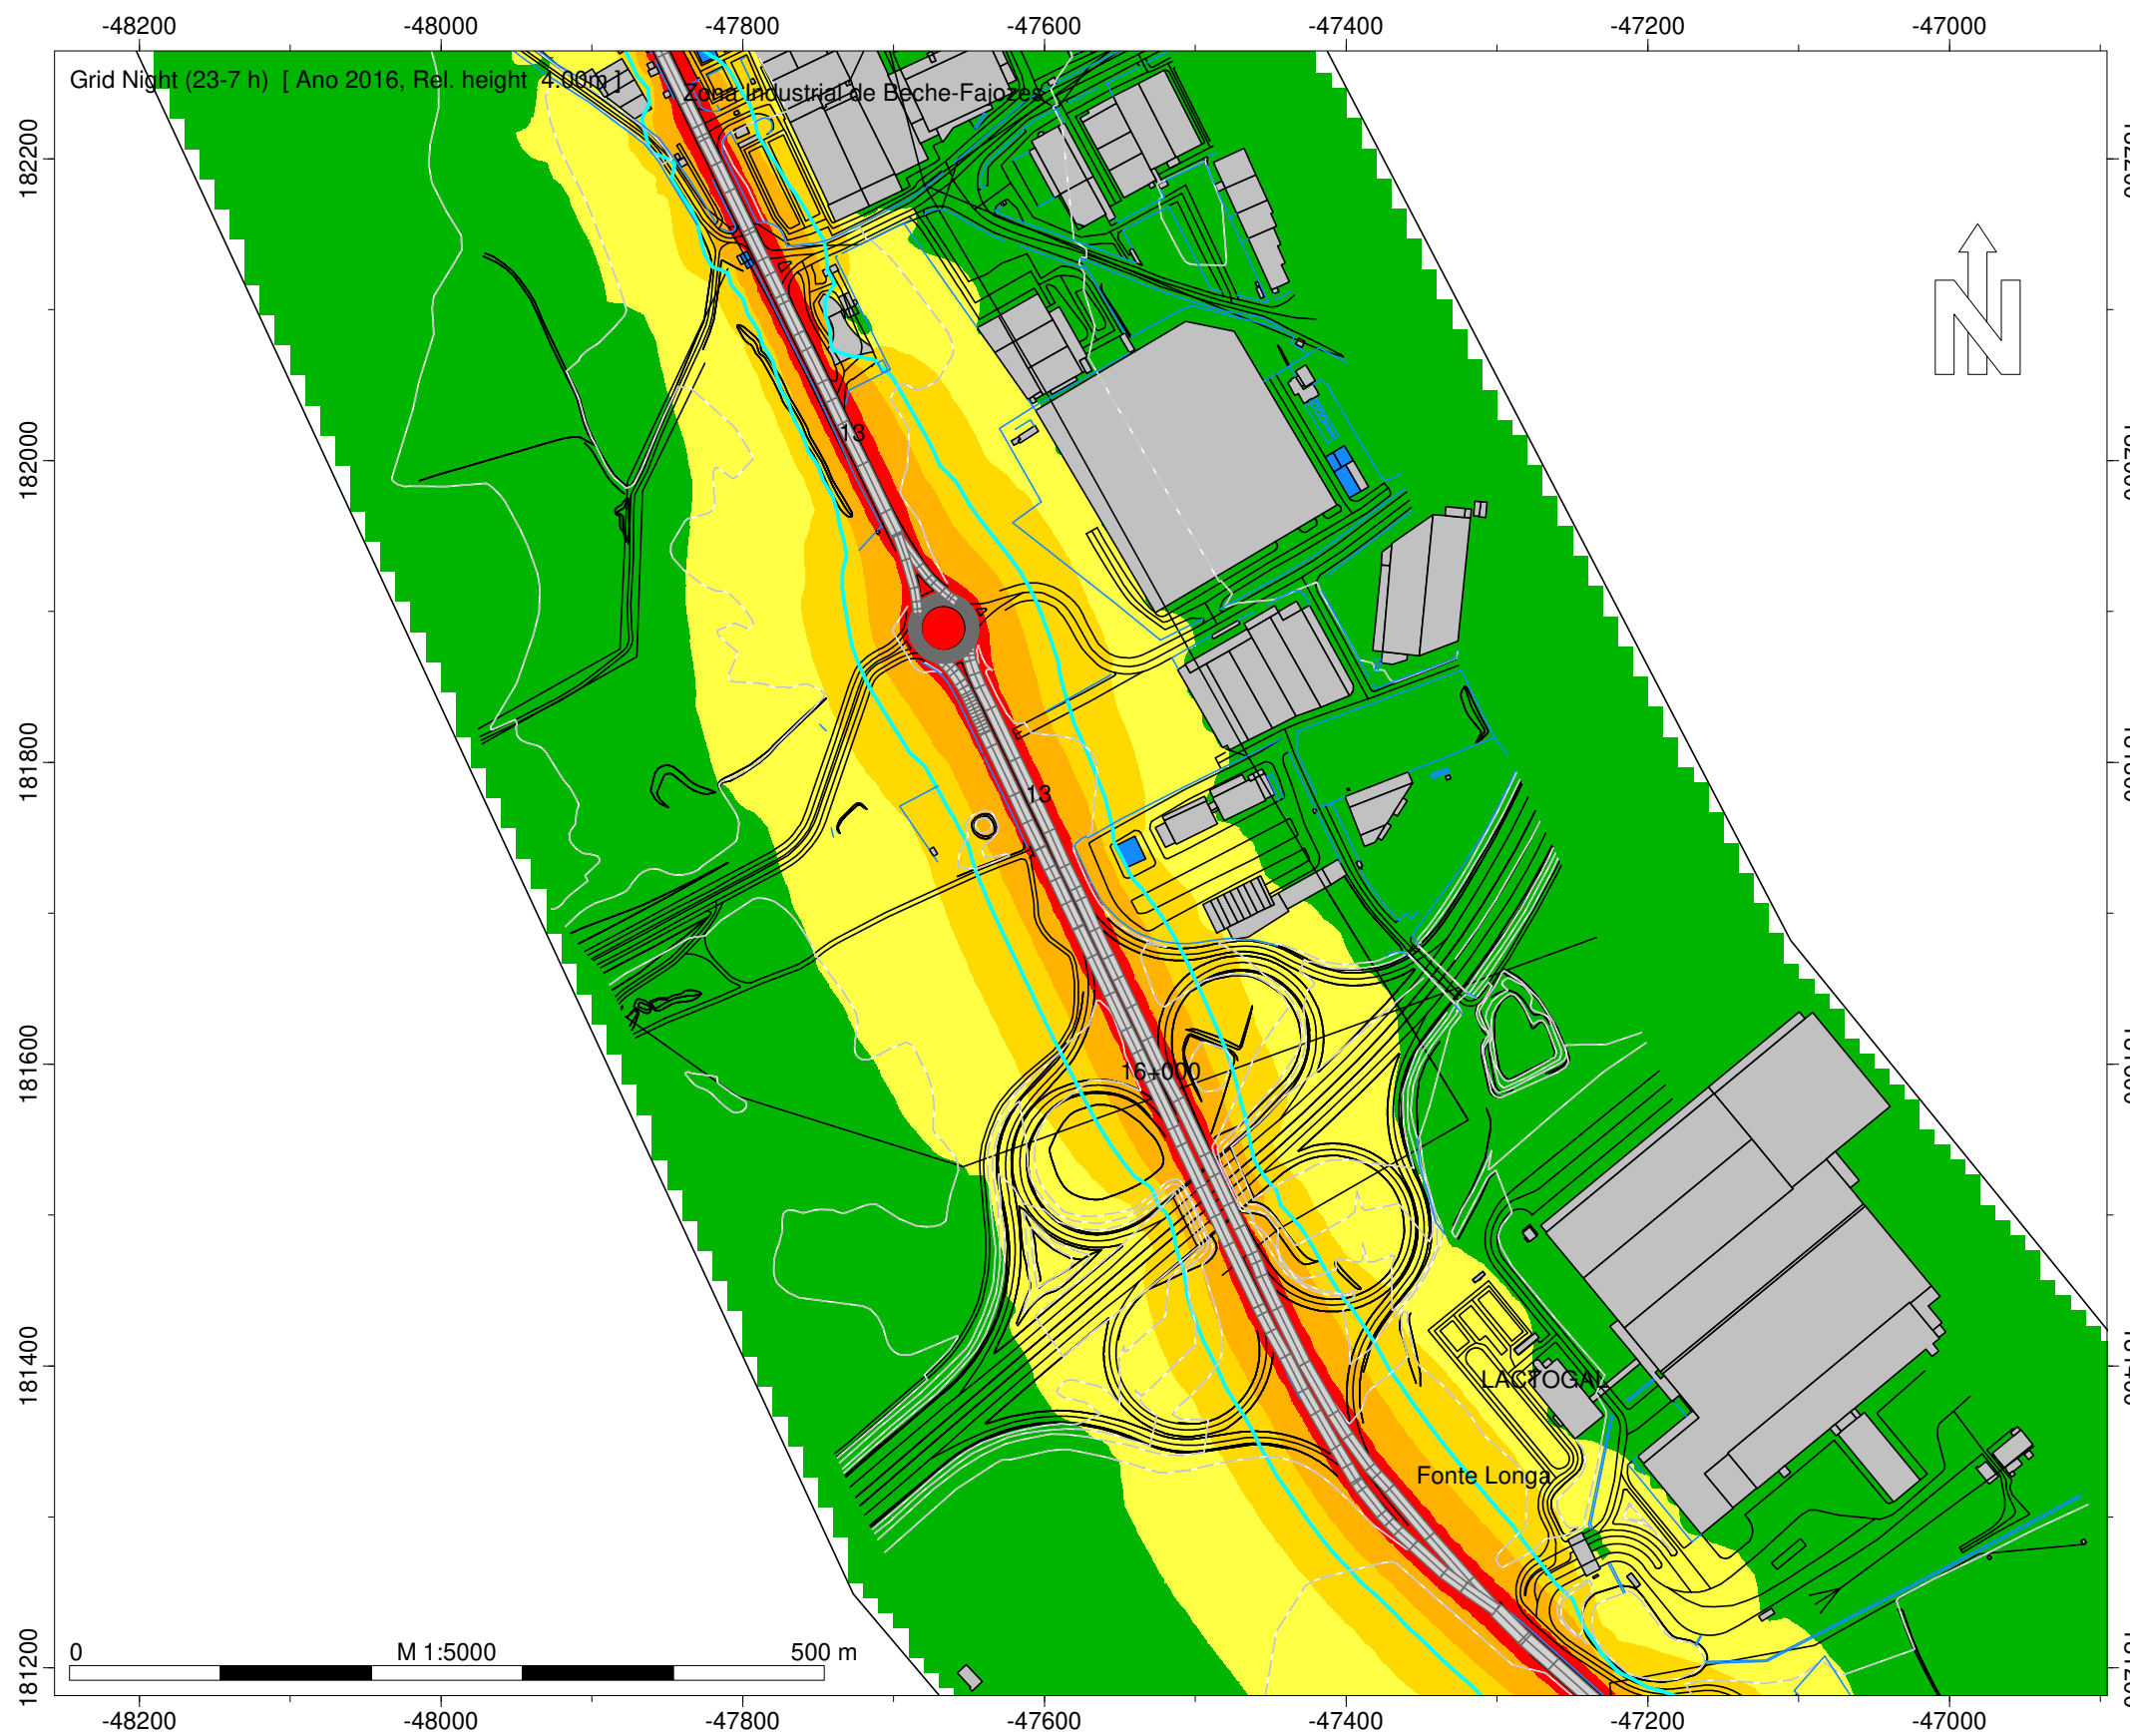 -48200 -48000 -47800 -47600 -47400 -47200 -47000
Grid Night (23-7 h) [ Ano 2016, Rel. height 4.00m ]
Zona Industrial de Beche-Fajozes
182200
N
182000
13
181800
13
181600
16+000
181400
LACTOGAL
Fonte Longa
181200
0 M 1:5000 500 m
-48200 -48000 -47800 -47600 -47400 -47200 -47000